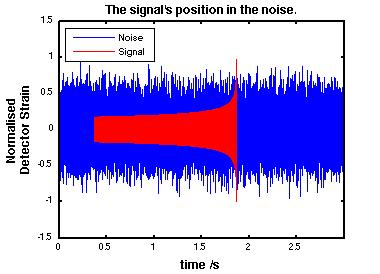 The signal's position in the noise.
1.5
Noise
Signal
1
0.5
0
-0.5
-1
-1.5
Normalised
Detector Strain
0
0.5
1
1.5
2
2.5
time /s